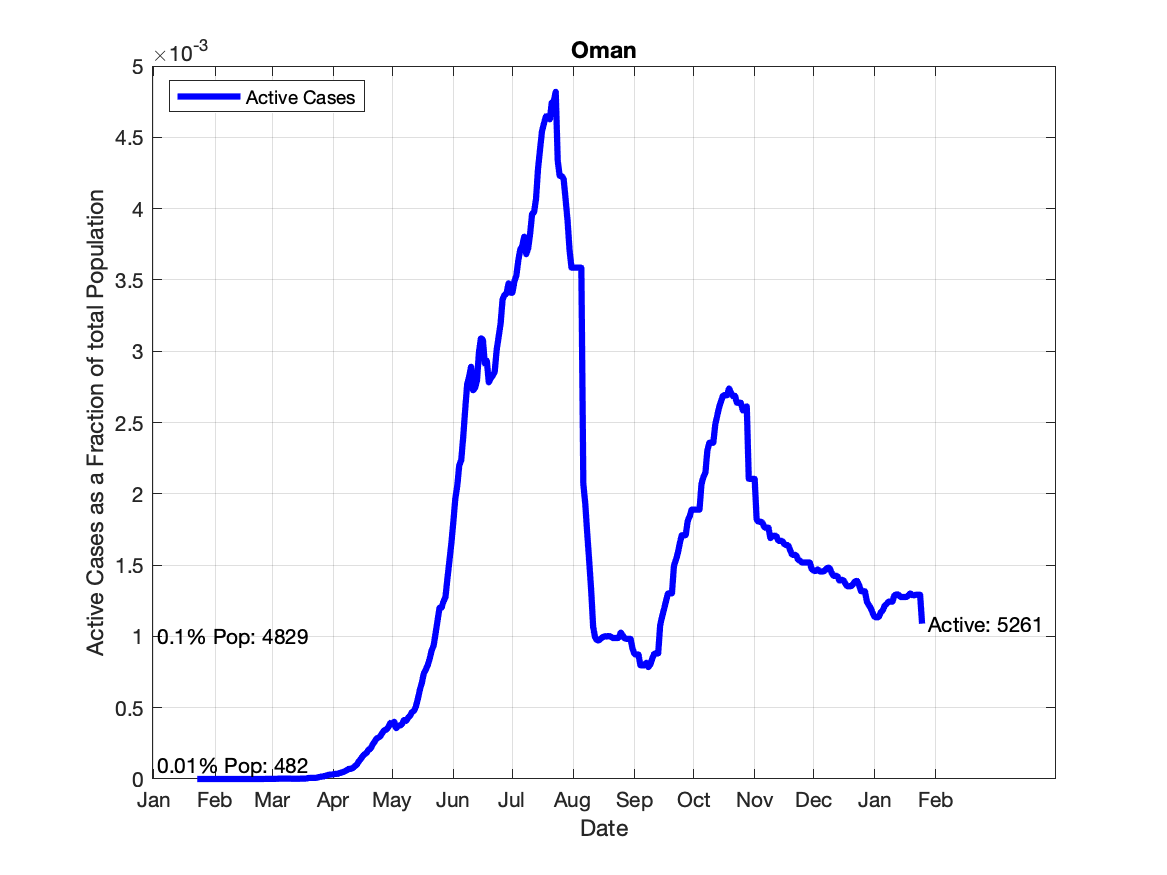 Oman
×10-3
5
4.5
4
3.5
3
2.5
2
1.5
1
0.5
0
Active Cases as a Fraction of total Population
Active Cases
0.1% Pop: 4829
0.01% Pop: 482
Active: 5261
Jan Feb Mar Apr May Jun Jul Aug Sep Oct Nov Dec Jan Feb
Date